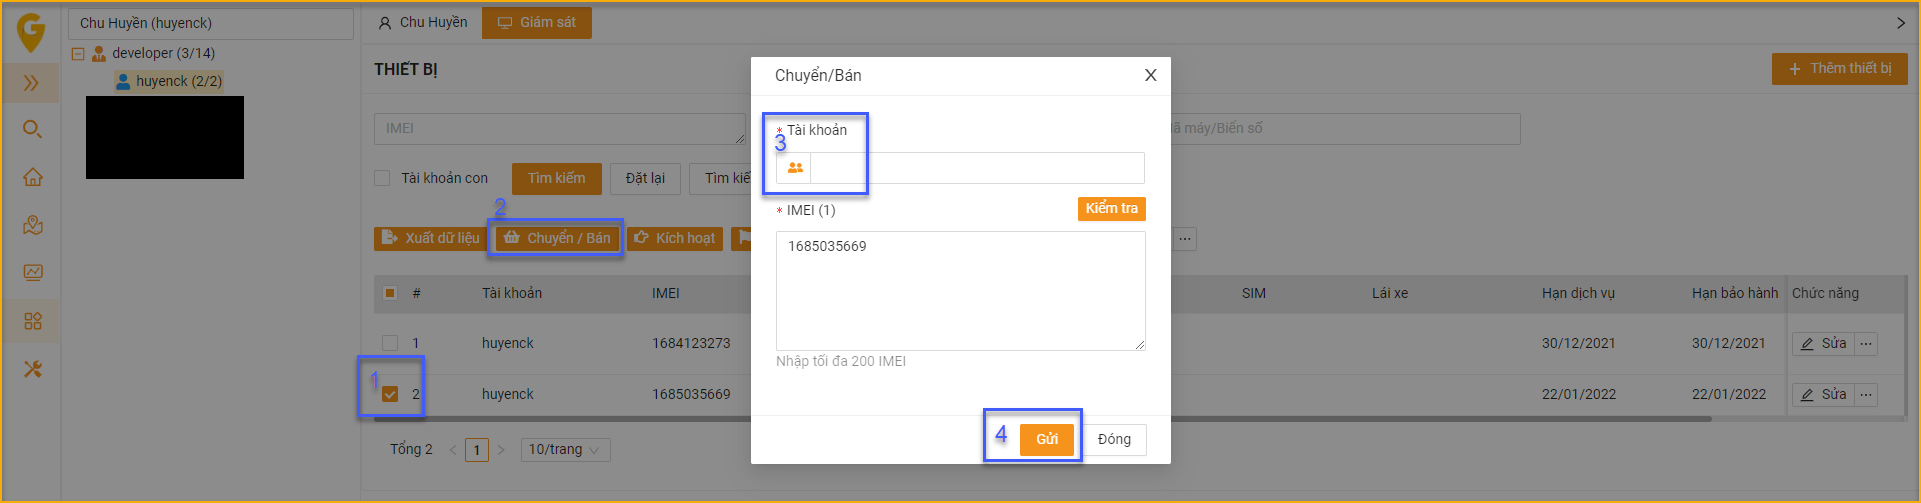 Chu Huyền (huyenck)
developer (3/14)
huyenck (2/2)
Chu Huyền
Giám sát
THIẾT BỊ
Thêm thiết bị
IMEI
Mã máy/Biển số
Tài khoản con
Tìm kiếm
Đặt lại
Tìm kiế
2
Xuất dữ liệu
Chuyển / Bán
Kích hoạt
#
Tài khoản
IMEI
SIM
Lái xe
Hạn dịch vụ
Hạn bảo hành
Chức năng
1
huyenck
1684123273
30/12/2021
30/12/2021
Sửa
1
2
huyenck
1685035669
22/01/2022
22/01/2022
Sửa
Tổng 2
1
10/trang
Chuyển/Bán
X
* Tài khoản
3
* IMEI (1)
Kiểm tra
1685035669
Nhập tối đa 200 IMEI
4
Gửi
Đóng